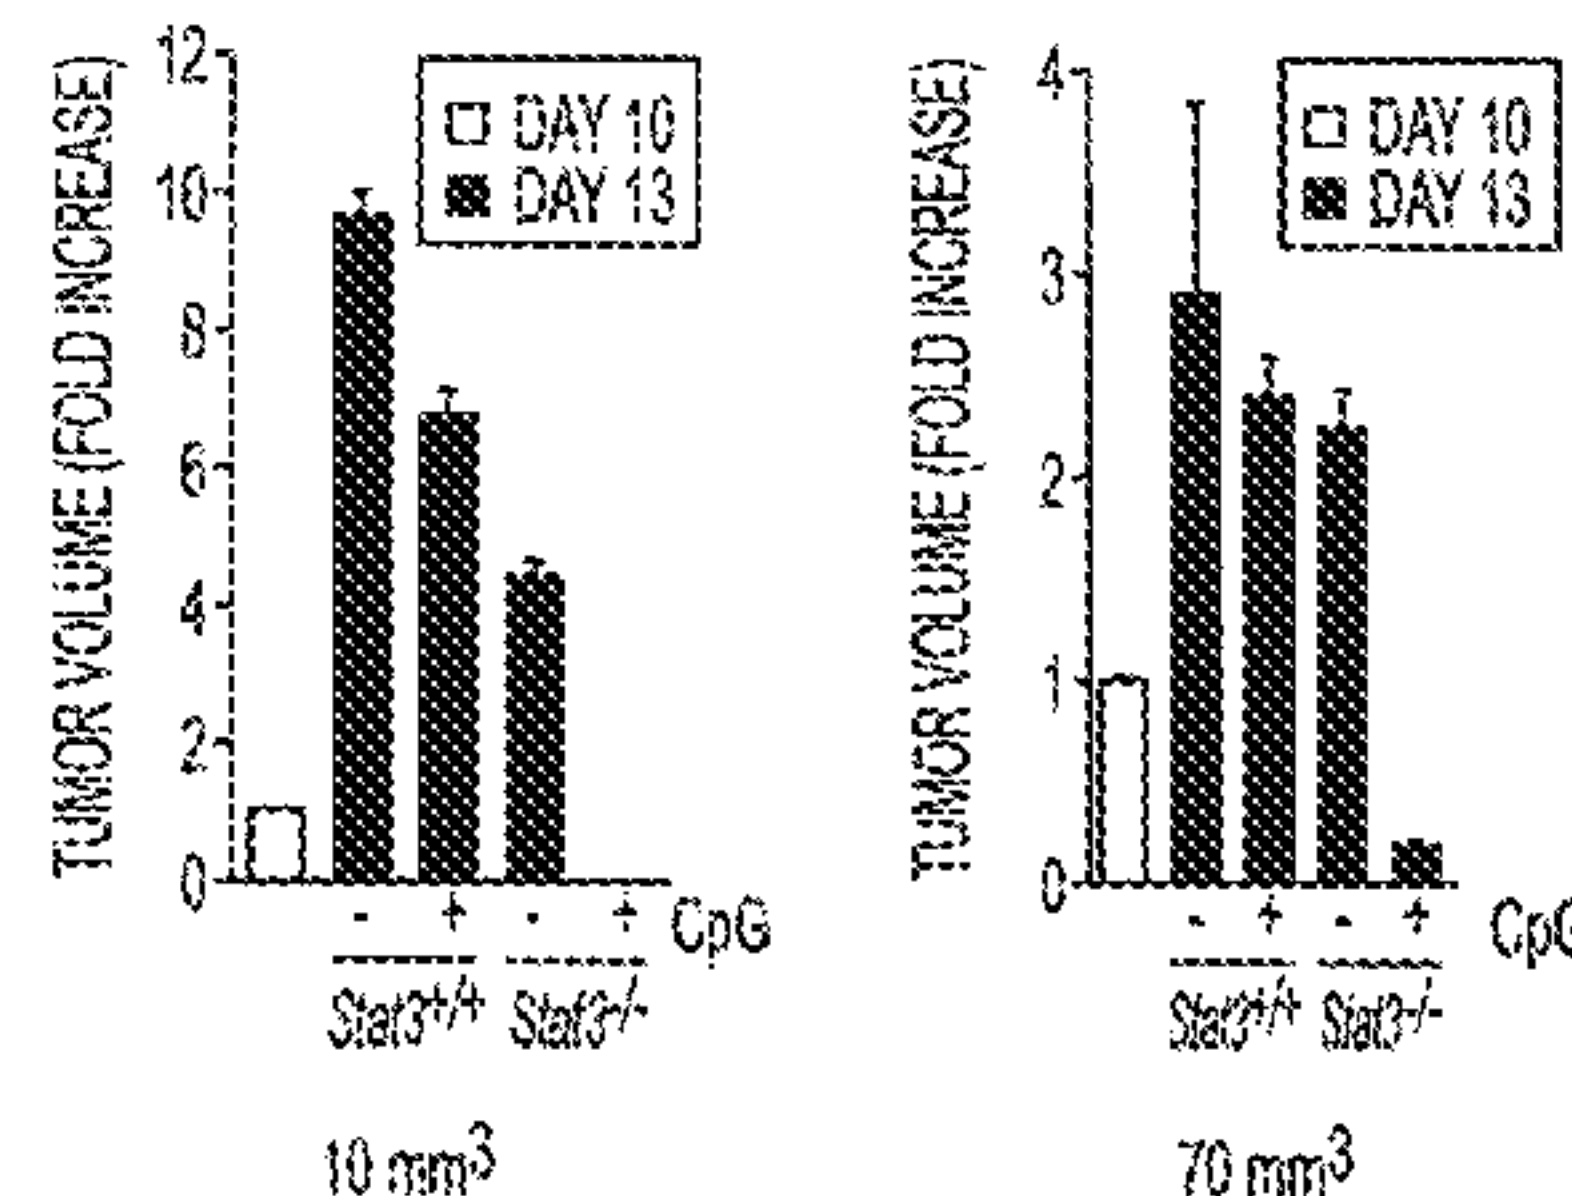 TUMOR VOLUME (FOLD INCREASE)
12
10
8
6
4
2
0
DAY 10
DAY 13
- + - + CpG
Stat3+/+ Stat3-/-
10 mm3
TUMOR VOLUME (FOLD INCREASE)
4
3
2
1
0
DAY 10
DAY 13
- + - + CpG
Stat3+/+ Stat3-/-
70 mm3